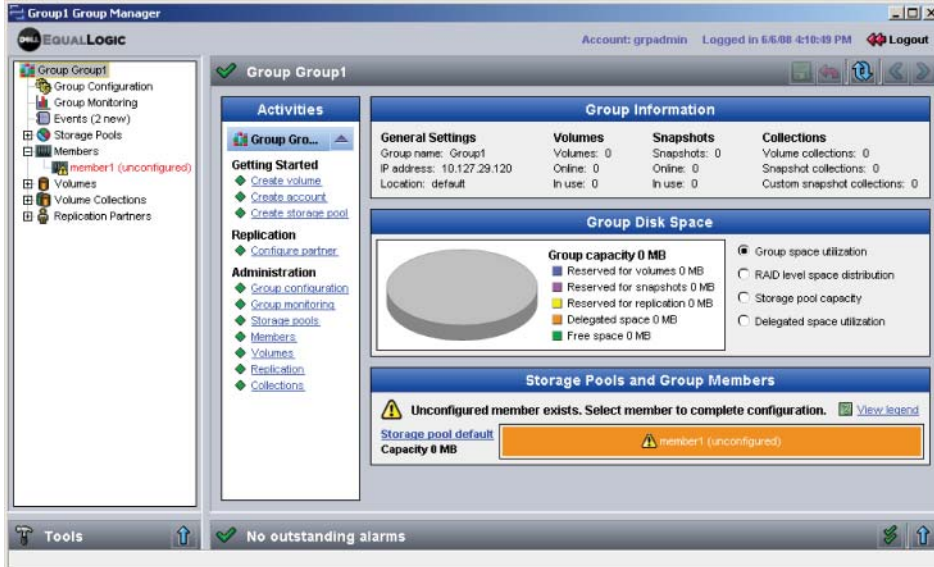 Group1 Group Manager
DELL EQUALLOGIC
Account: grpadmin Logged in 6/6/08 4:10:49 PM Logout
Group Group1
Group Configuration
Group Monitoring
Events (2 new)
Storage Pools
Members
member1 (unconfigured)
Volumes
Volume Collections
Replication Partners
Group Group1
Activities
Group Gro...
Getting Started
Create volume
Create account
Create storage pool
Replication
Configure partner
Administration
Group configuration
Group monitoring
Storage pools
Members
Volumes
Replication
Collections
Group Information
General Settings
Group name: Group1
IP address: 10.127.29.120
Location: default
Volumes
Volumes: 0
Online: 0
In use: 0
Snapshots
Snapshots: 0
Online: 0
In use: 0
Collections
Volume collections: 0
Snapshot collections: 0
Custom snapshot collections: 0
Group Disk Space
Group capacity 0 MB
Reserved for volumes 0 MB
Reserved for snapshots 0 MB
Reserved for replication 0 MB
Delegated space 0 MB
Free space 0 MB
Group space utilization
RAID level space distribution
Storage pool capacity
Delegated space utilization
Storage Pools and Group Members
Unconfigured member exists. Select member to complete configuration. View legend
Storage pool default
Capacity 0 MB
member1 (unconfigured)
Tools
No outstanding alarms